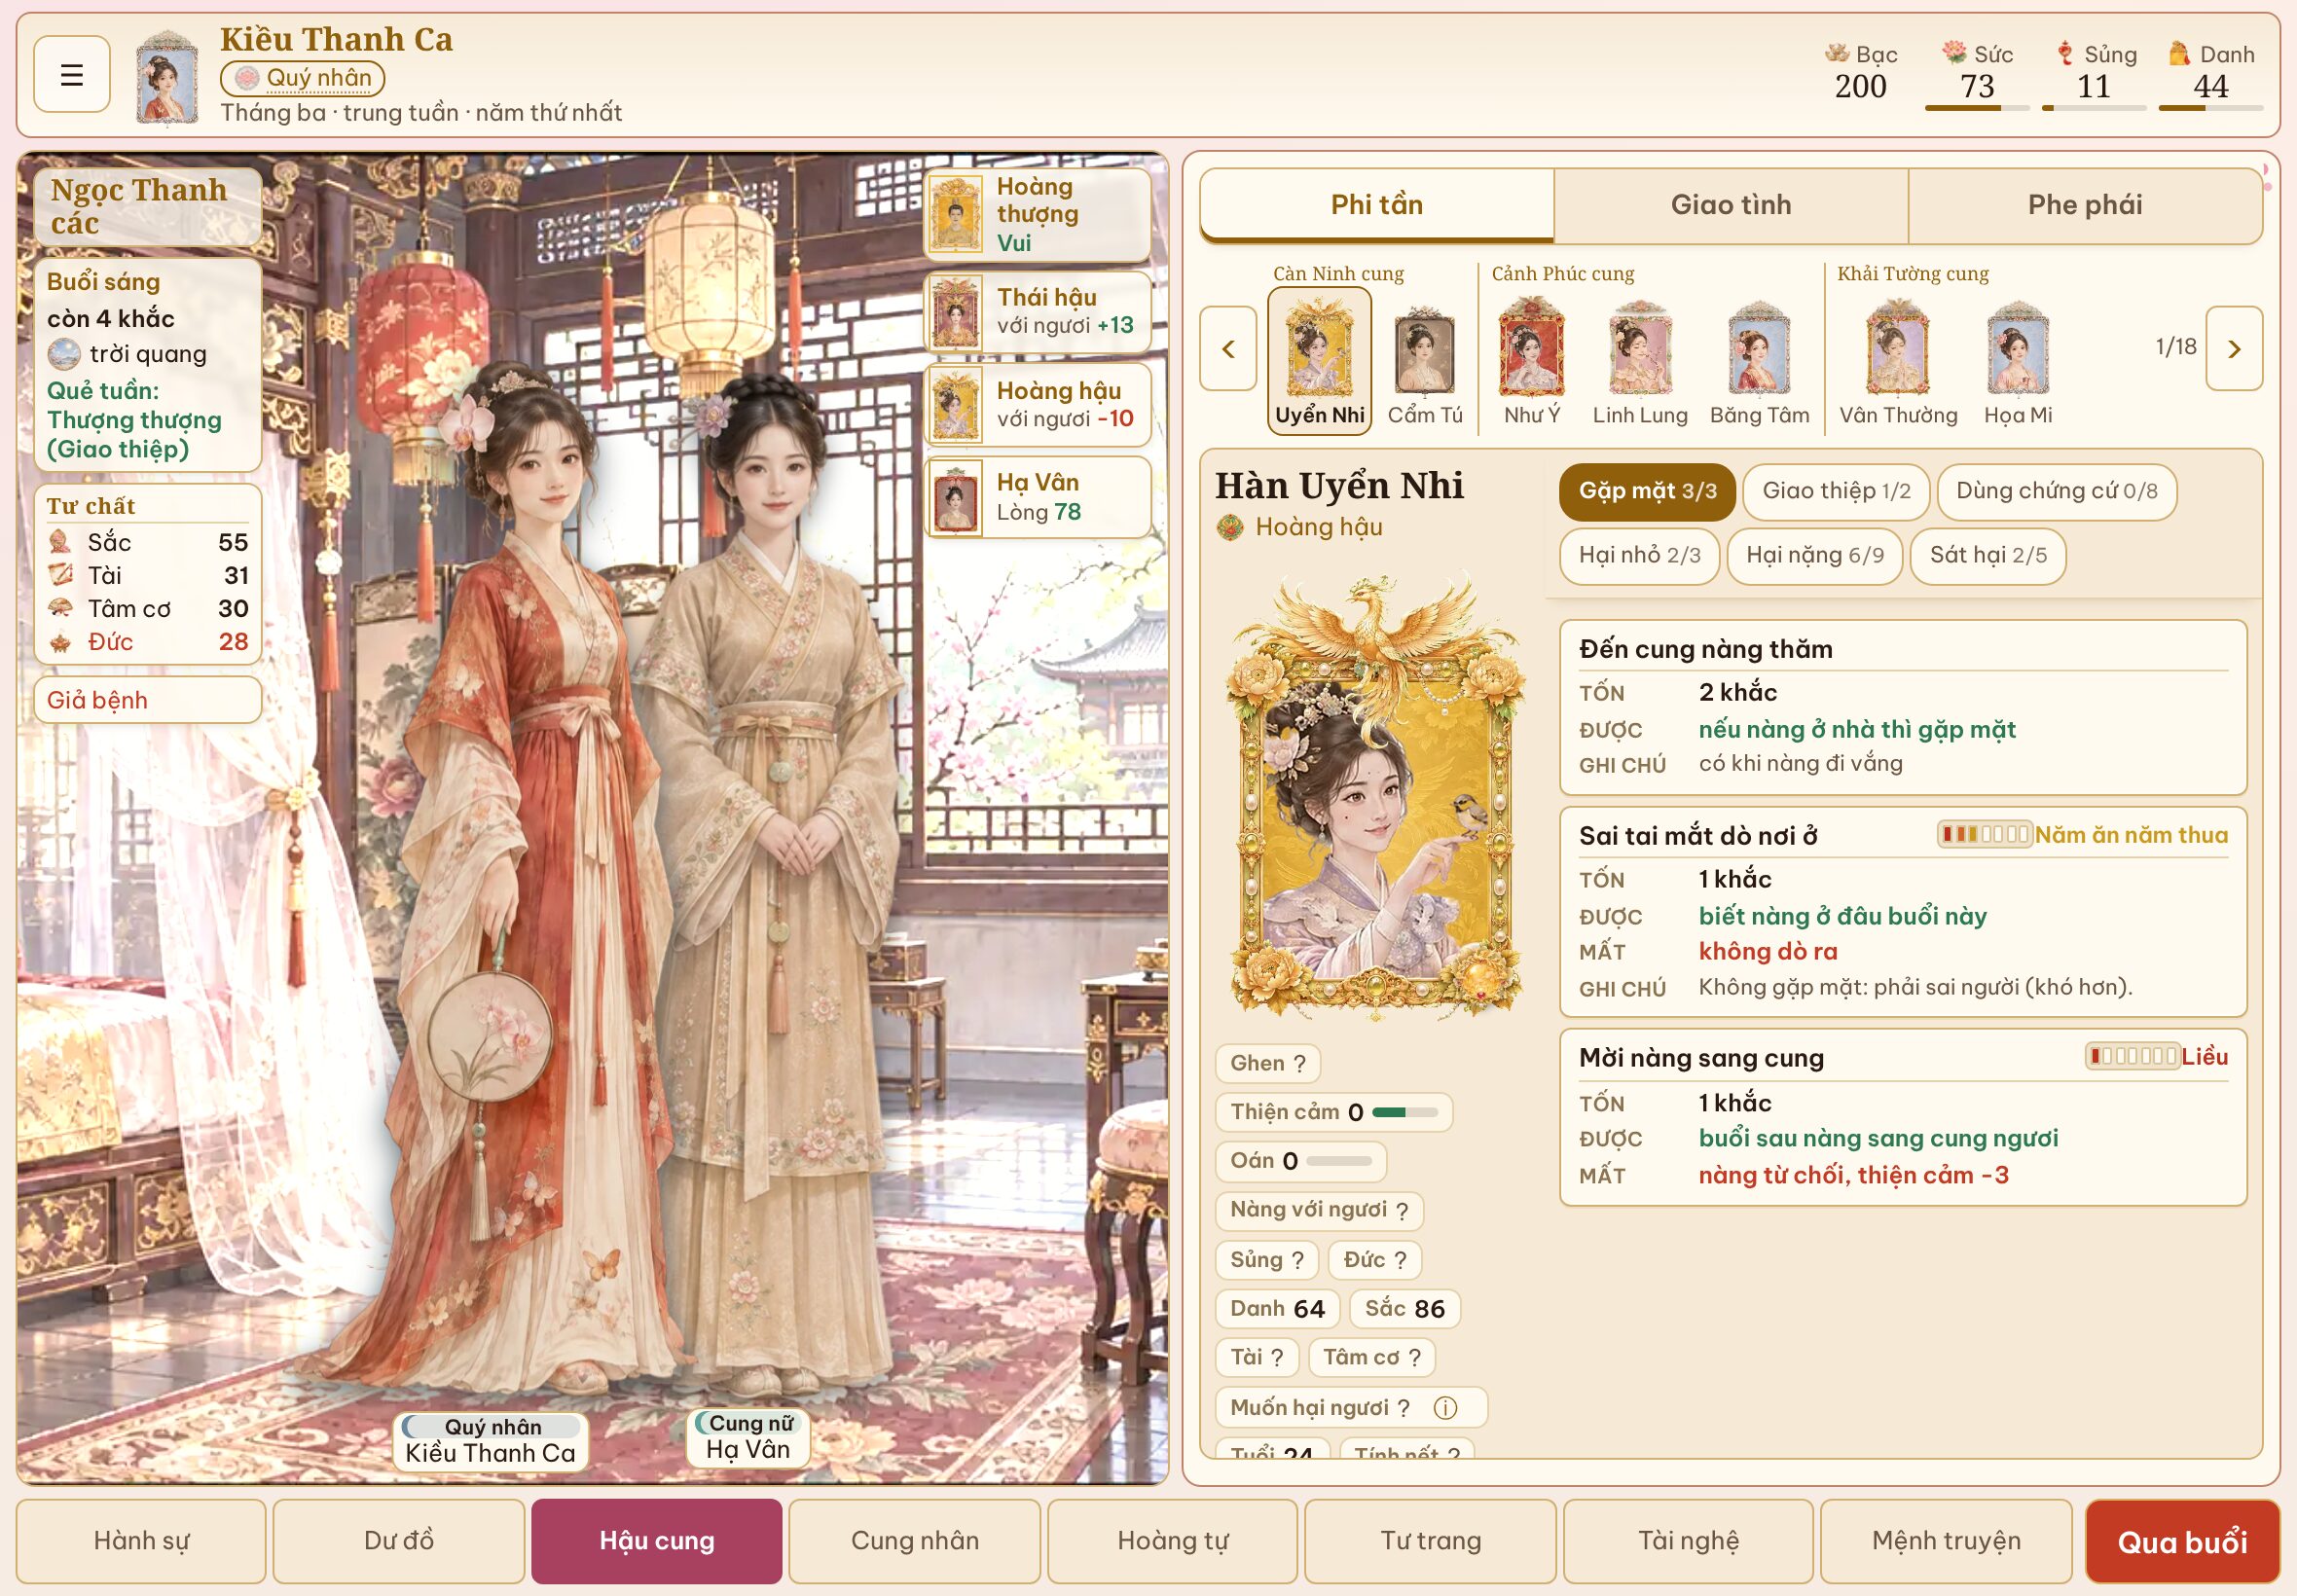 ☰
Kiều Thanh Ca
Quý nhân
Tháng ba · trung tuần · năm thứ nhất
Bạc
200
Sức
73
Sủng
11
Danh
44
Ngọc Thanh
các
Buổi sáng
còn 4 khắc
trời quang
Quẻ tuần:
Thượng thượng
(Giao thiệp)
Tư chất
Sắc 55
Tài 31
Tâm cơ 30
Đức 28
Giả bệnh
Hoàng
thượng
Vui
Thái hậu
với ngươi +13
Hoàng hậu
với ngươi -10
Hạ Vân
Lòng 78
Quý nhân
Kiều Thanh Ca
Cung nữ
Hạ Vân
Phi tần
Giao tình
Phe phái
Càn Ninh cung
Cảnh Phúc cung
Khải Tường cung
Uyển Nhi
Cẩm Tú
Như Ý
Linh Lung
Băng Tâm
Vân Thường
Họa Mi
1/18
Hàn Uyển Nhi
Hoàng hậu
Ghen ?
Thiện cảm 0
Oán 0
Nàng với ngươi ?
Sủng ? Đức ?
Danh 64 Sắc 86
Tài ? Tâm cơ ?
Muốn hại ngươi ? ⓘ
Tuổi 24 Tính nết ?
Gặp mặt 3/3 Giao thiệp 1/2 Dùng chứng cứ 0/8
Hại nhỏ 2/3 Hại nặng 6/9 Sát hại 2/5
Đến cung nàng thăm
TỐN 2 khắc
ĐƯỢC nếu nàng ở nhà thì gặp mặt
GHI CHÚ có khi nàng đi vắng
Sai tai mắt dò nơi ở Năm ăn năm thua
TỐN 1 khắc
ĐƯỢC biết nàng ở đâu buổi này
MẤT không dò ra
GHI CHÚ Không gặp mặt: phải sai người (khó hơn).
Mời nàng sang cung Liều
TỐN 1 khắc
ĐƯỢC buổi sau nàng sang cung ngươi
MẤT nàng từ chối, thiện cảm -3
Hành sự
Dư đồ
Hậu cung
Cung nhân
Hoàng tự
Tư trang
Tài nghệ
Mệnh truyện
Qua buổi